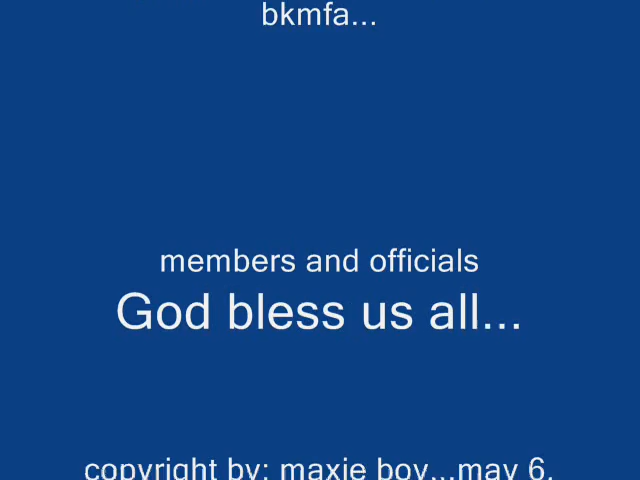 bkmfa...
members and officials
God bless us all...
copyright by: maxie boy...may 6,